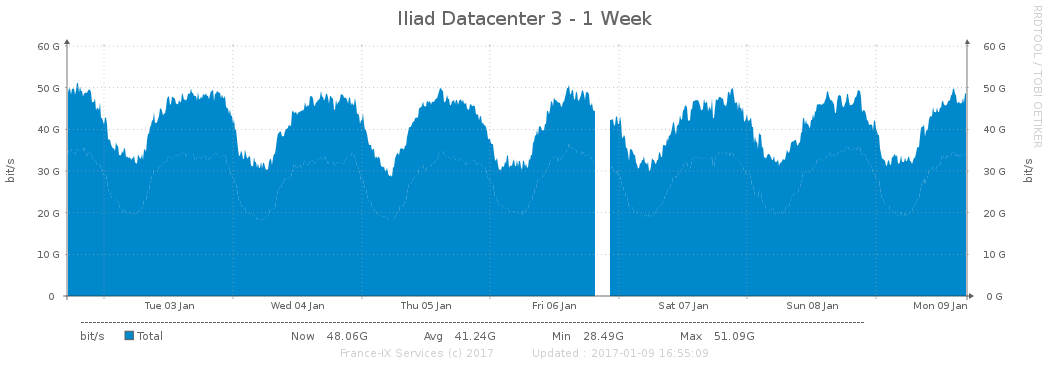 Iliad Datacenter 3 - 1 Week
RRDTOOL / TOBI OETIKER
60 G 60 G
50 G 50 G
40 G 40 G
30 G 30 G
20 G 20 G
10 G 10 G
0 0 G
bit/s bit/s
Tue 03 Jan Wed 04 Jan Thu 05 Jan Fri 06 Jan Sat 07 Jan Sun 08 Jan Mon 09 Jan
bit/s Total Now 48.06G Avg 41.24G Min 28.49G Max 51.09G
France-IX Services (c) 2017 Updated : 2017-01-09 16:55:09